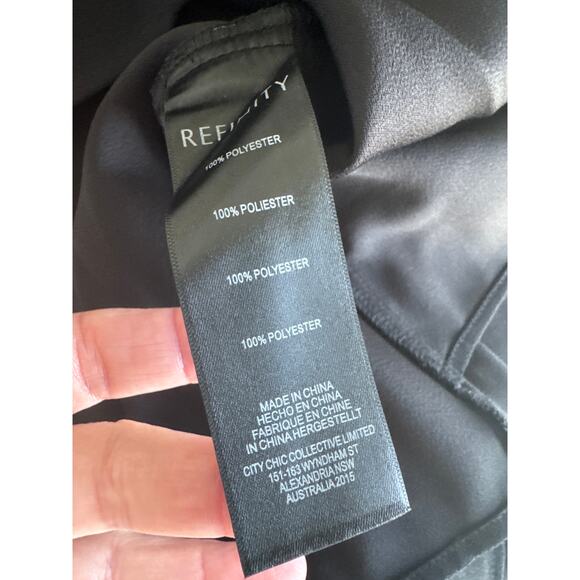 100% POLYESTER
100% POLIESTER
100% POLYESTER
100% POLYESTER
MADE IN CHINA
HECHO EN CHINA
FABRIQUE EN CHINE
IN CHINA HERGESTELLT
CITY CHIC COLLECTIVE LIMITED
151-163 WYNDHAM ST
ALEXANDRIA NSW
AUSTRALIA 2015